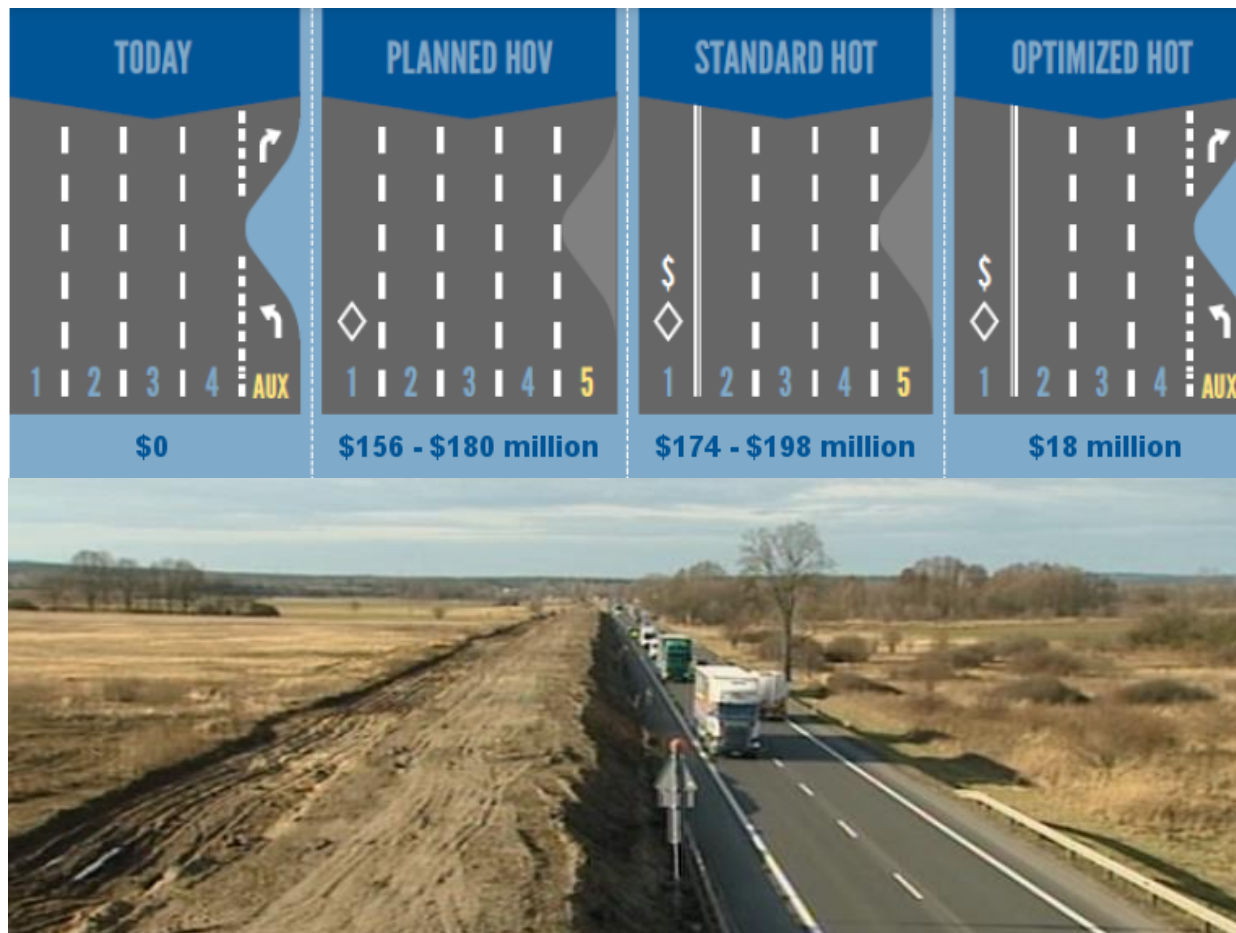 TODAY
PLANNED HOV
STANDARD HOT
OPTIMIZED HOT
$
$
1 2 3 4 AUX
1 2 3 4 5
1 2 3 4 5
1 2 3 4 AUX
$0
$156 - $180 million
$174 - $198 million
$18 million